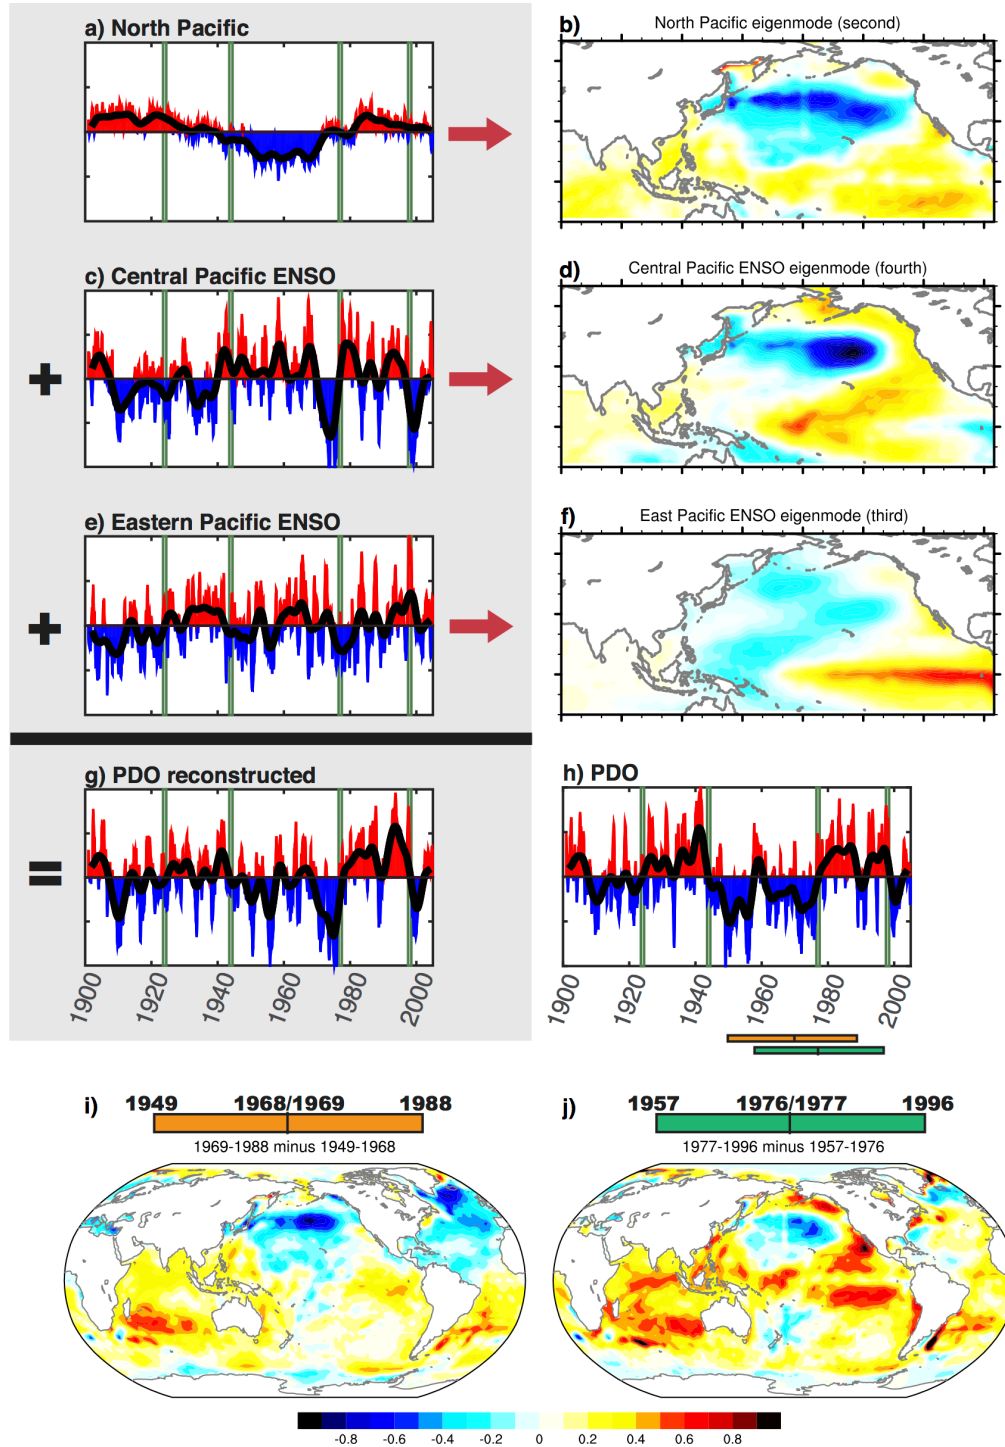 a) North Pacific
b) North Pacific eigenmode (second)
c) Central Pacific ENSO
d) Central Pacific ENSO eigenmode (fourth)
+
e) Eastern Pacific ENSO
f) East Pacific ENSO eigenmode (third)
+
g) PDO reconstructed
h) PDO
=
1900 1920 1940 1960 1980 2000
1900 1920 1940 1960 1980 2000
i) 1949 1968/1969 1988
1969-1988 minus 1949-1968
j) 1957 1976/1977 1996
1977-1996 minus 1957-1976
-0.8 -0.6 -0.4 -0.2 0 0.2 0.4 0.6 0.8